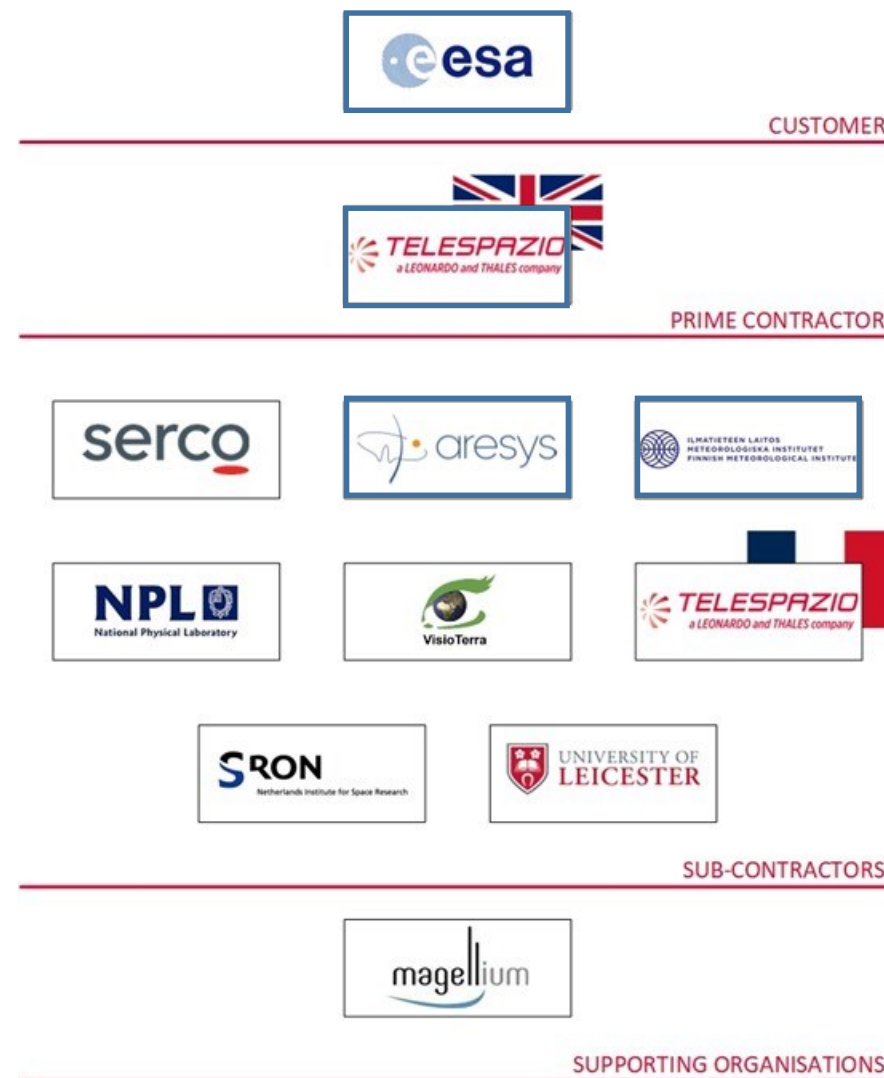 esa
CUSTOMER
TELESPAZIO
a LEONARDO and THALES company
PRIME CONTRACTOR
serco
aresys
ILMATIETEEN LAITOS
METEOROLOGISKA INSTITUTET
FINNISH METEOROLOGICAL INSTITUTE
NPL
National Physical Laboratory
VisioTerra
TELESPAZIO
a LEONARDO and THALES company
SRON
Netherlands Institute for Space Research
UNIVERSITY OF
LEICESTER
SUB-CONTRACTORS
magellium
SUPPORTING ORGANISATIONS